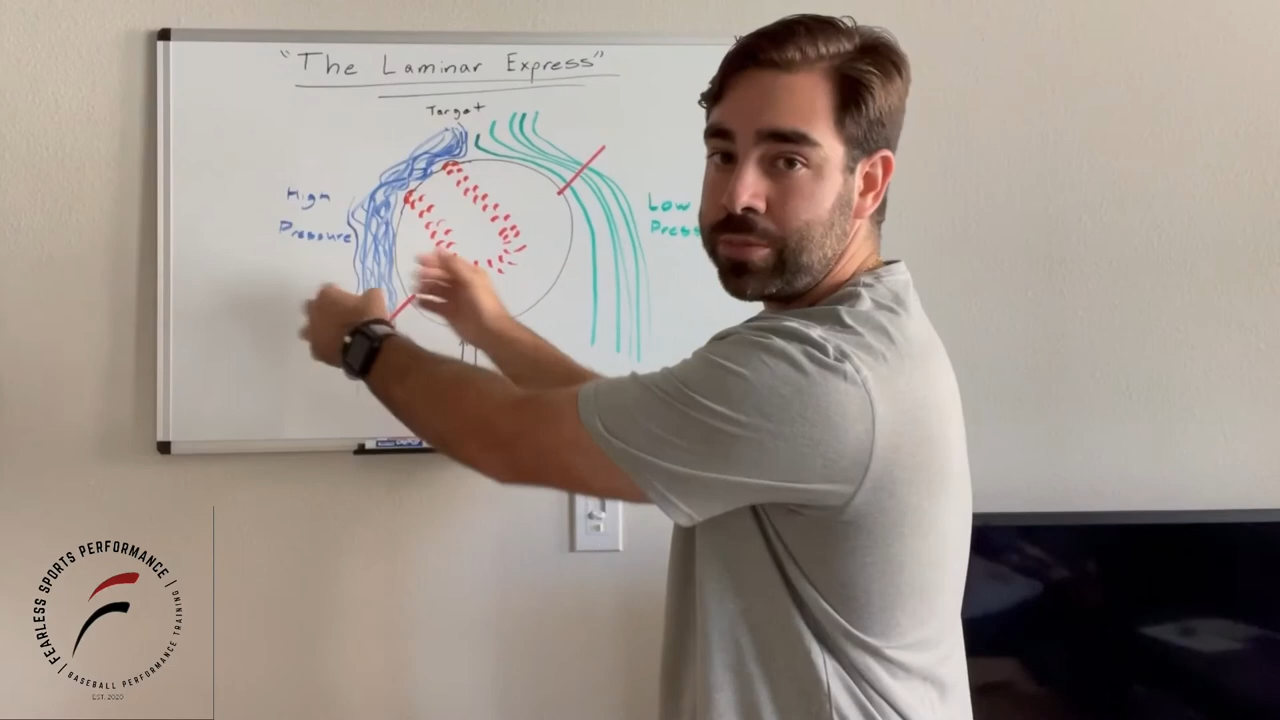 "The Laminar Express"
Target
High
Pressure
Low
FEARLESS SPORTS PERFORMANCE
BASEBALL PERFORMANCE TRAINING
EST. 2020